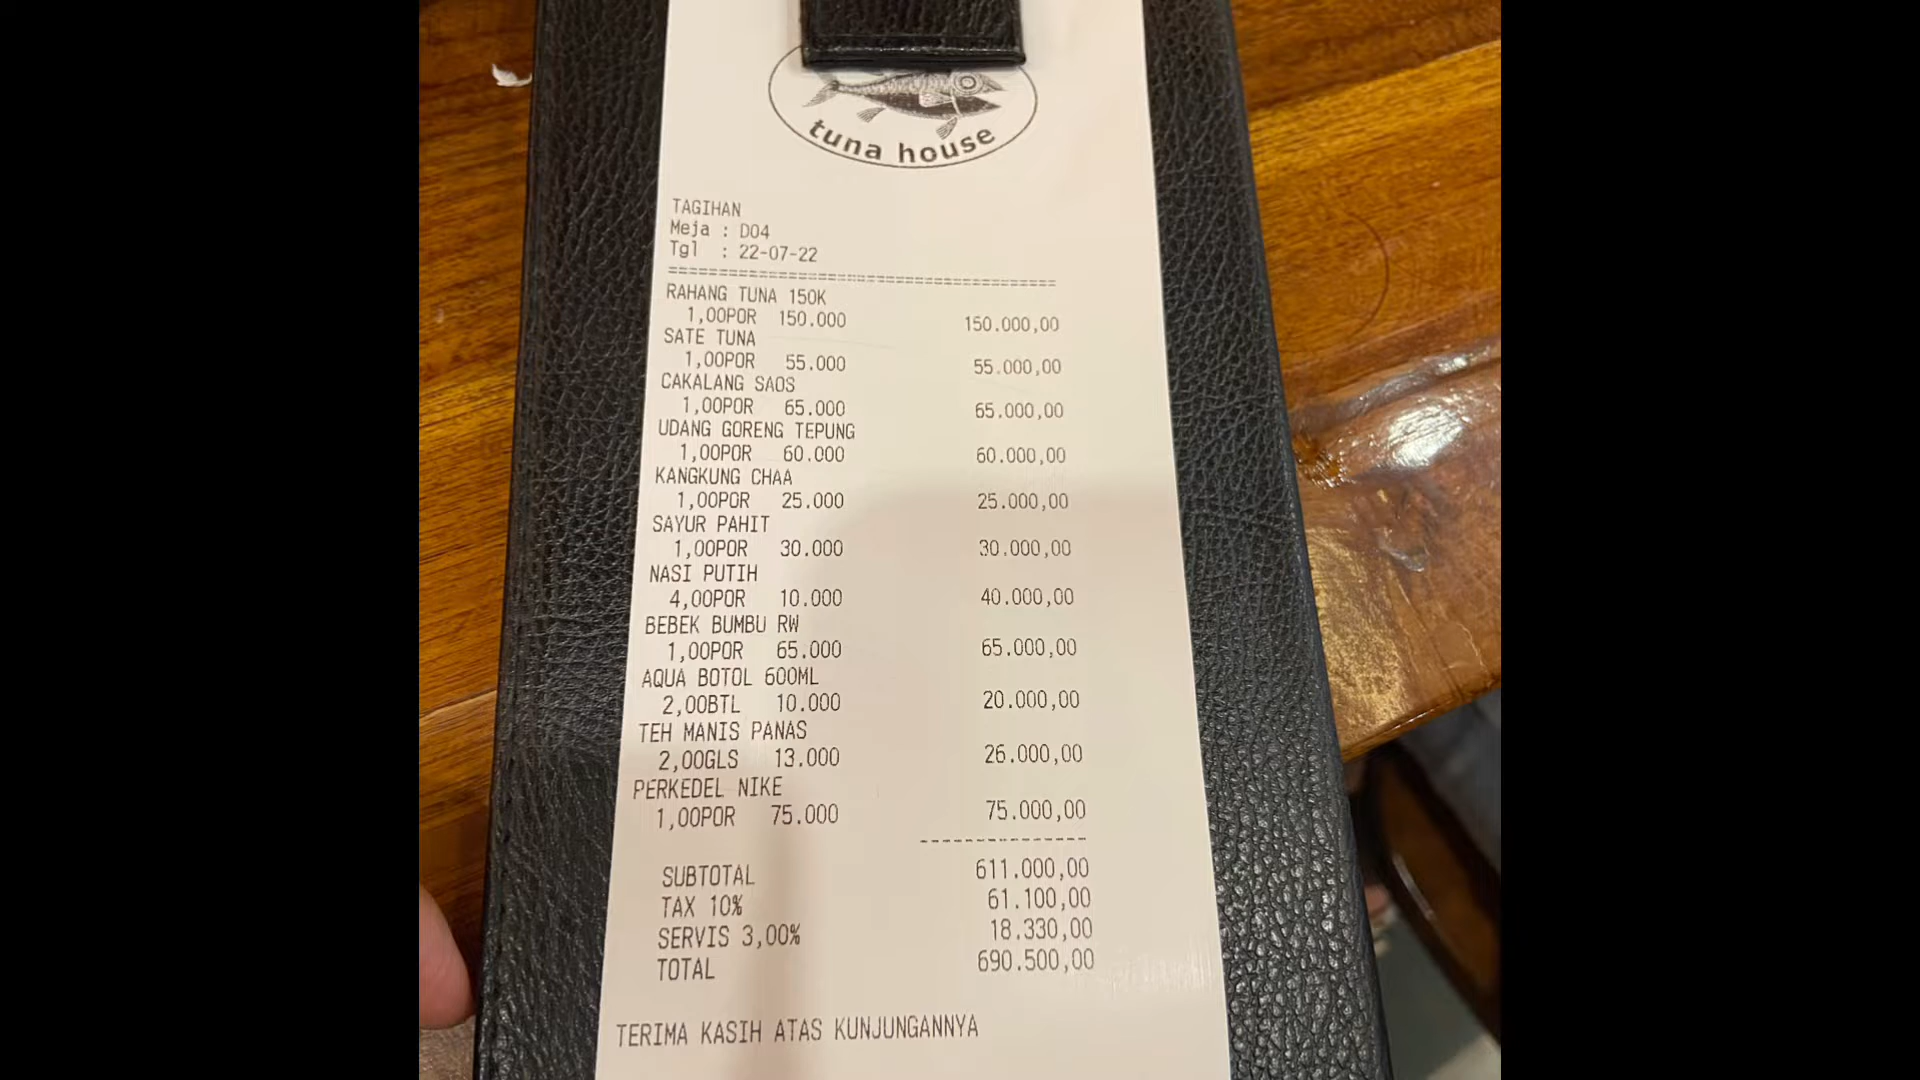 tuna house
TAGIHAN
Meja : D04
Tgl : 22-07-22
=============================================
RAHANG TUNA 150K
1,00POR 150.000 150.000,00
SATE TUNA
1,00POR 55.000 55.000,00
CAKALANG SAOS
1,00POR 65.000 65.000,00
UDANG GORENG TEPUNG
1,00POR 60.000 60.000,00
KANGKUNG CHAA
1,00POR 25.000 25.000,00
SAYUR PAHIT
1,00POR 30.000 30.000,00
NASI PUTIH
4,00POR 10.000 40.000,00
BEBEK BUMBU RW
1,00POR 65.000 65.000,00
AQUA BOTOL 600ML
2,00BTL 10.000 20.000,00
TEH MANIS PANAS
2,00GLS 13.000 26.000,00
PERKEDEL NIKE
1,00POR 75.000 75.000,00
--------------
SUBTOTAL 611.000,00
TAX 10% 61.100,00
SERVIS 3,00% 18.330,00
TOTAL 690.500,00
TERIMA KASIH ATAS KUNJUNGANNYA